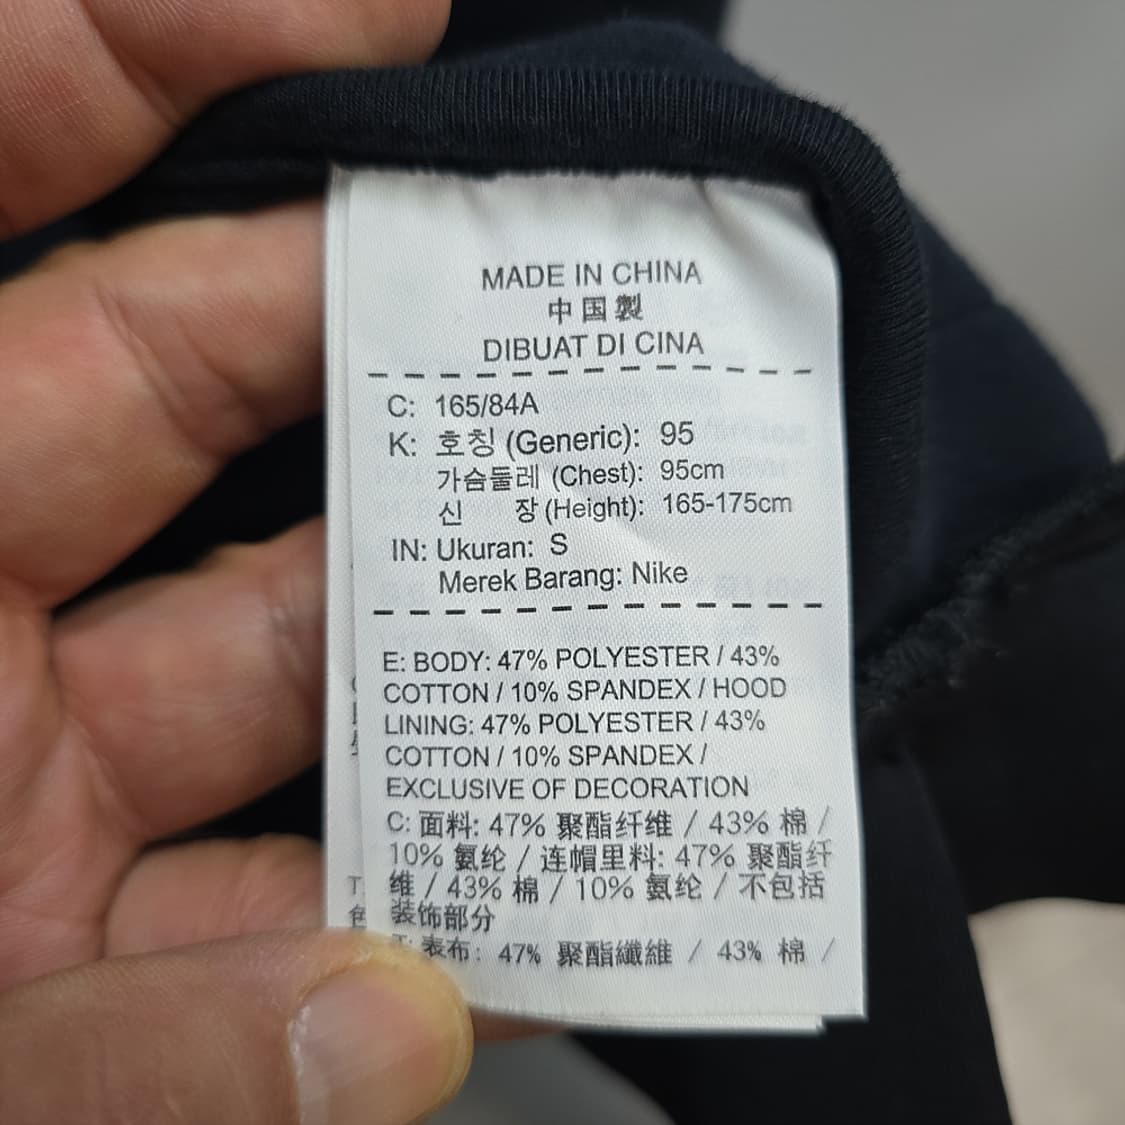 MADE IN CHINA
中国製
DIBUAT DI CINA
C: 165/84A
K: 호칭 (Generic): 95
가슴둘레 (Chest): 95cm
신 장 (Height): 165-175cm
IN: Ukuran: S
Merek Barang: Nike
E: BODY: 47% POLYESTER / 43%
COTTON / 10% SPANDEX / HOOD
LINING: 47% POLYESTER / 43%
COTTON / 10% SPANDEX /
EXCLUSIVE OF DECORATION
C: 面料: 47% 聚酯纤维 / 43% 棉 /
10% 氨纶 / 连帽里料: 47% 聚酯纤
维 / 43% 棉 / 10% 氨纶 / 不包括
装饰部分
T: 表布: 47% 聚酯纖維 / 43% 棉 /